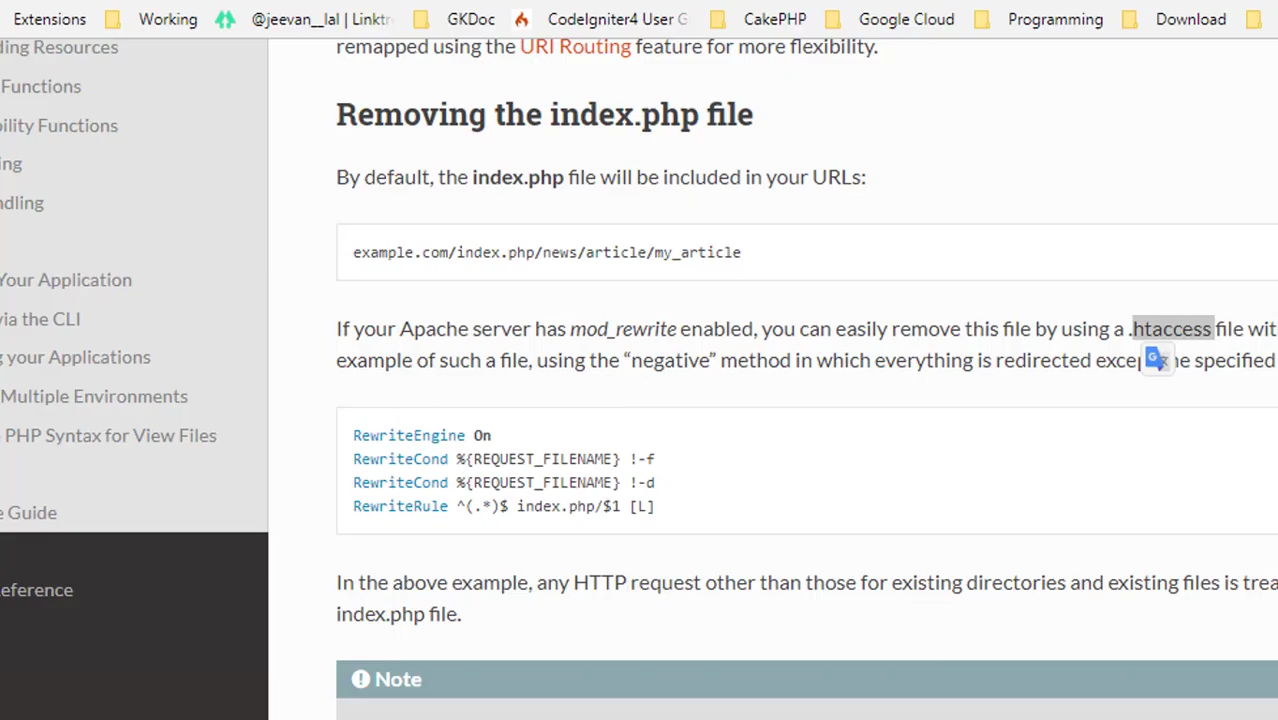 Extensions Working @jeevan__lal | Linktr GKDoc CodeIgniter4 User G CakePHP Google Cloud Programming Download
ding Resources
Functions
bility Functions
ing
ndling
Your Application
via the CLI
g your Applications
Multiple Environments
PHP Syntax for View Files
e Guide
eference
remapped using the URI Routing feature for more flexibility.
Removing the index.php file
By default, the index.php file will be included in your URLs:
example.com/index.php/news/article/my_article
If your Apache server has mod_rewrite enabled, you can easily remove this file by using a .htaccess file wit
example of such a file, using the “negative” method in which everything is redirected excep he specified
RewriteEngine On
RewriteCond %{REQUEST_FILENAME} !-f
RewriteCond %{REQUEST_FILENAME} !-d
RewriteRule ^(.*)$ index.php/$1 [L]
In the above example, any HTTP request other than those for existing directories and existing files is trea
index.php file.
Note